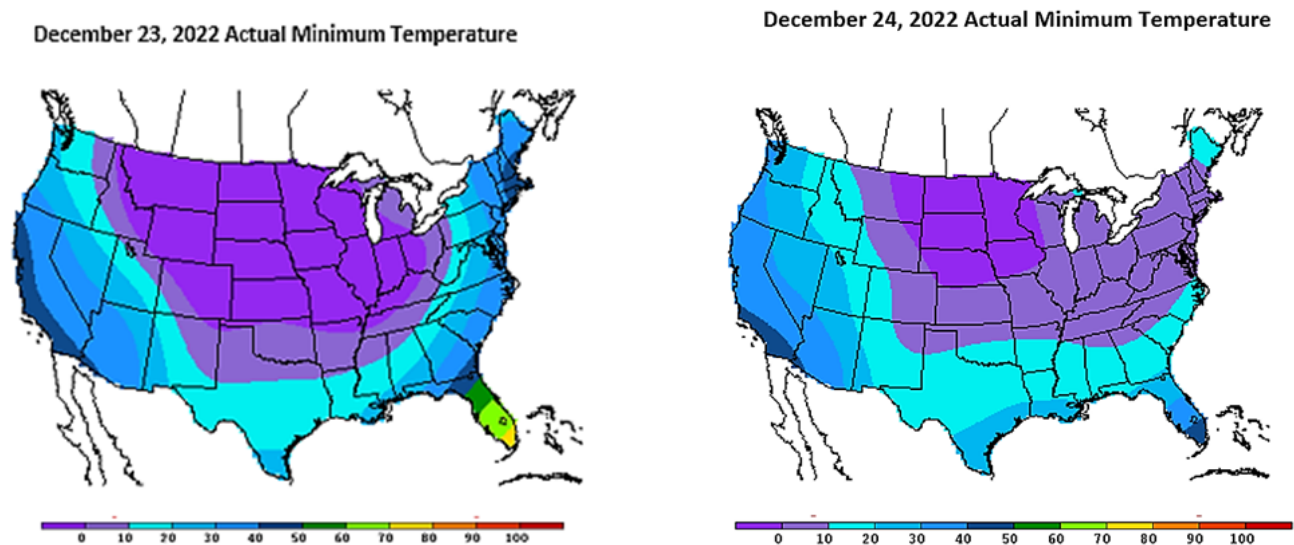 December 23, 2022 Actual Minimum Temperature
December 24, 2022 Actual Minimum Temperature
0 10 20 30 40 50 60 70 80 90 100
0 10 20 30 40 50 60 70 80 90 100